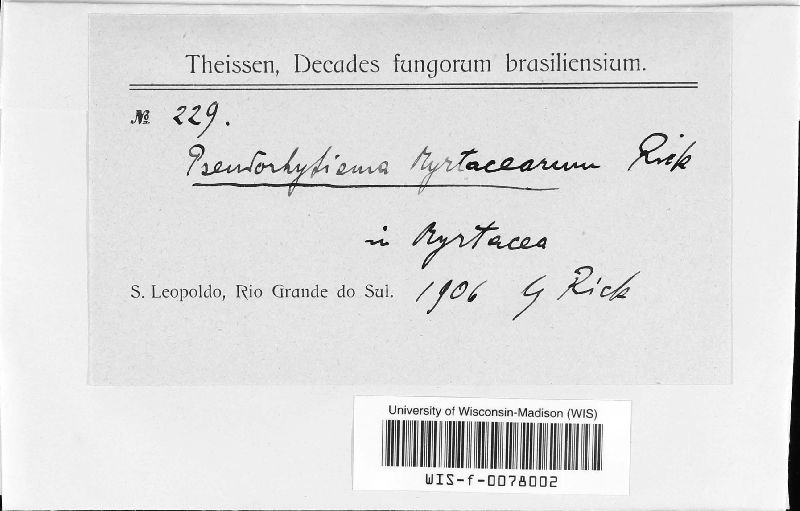 Theissen, Decades fungorum brasiliensium.
№ 229.
Pseudorhytisma Myrtacearum Rick
in Myrtacea
S. Leopoldo, Rio Grande do Sul. 1906 G Rick
University of Wisconsin-Madison (WIS)
WIS-f-0078002